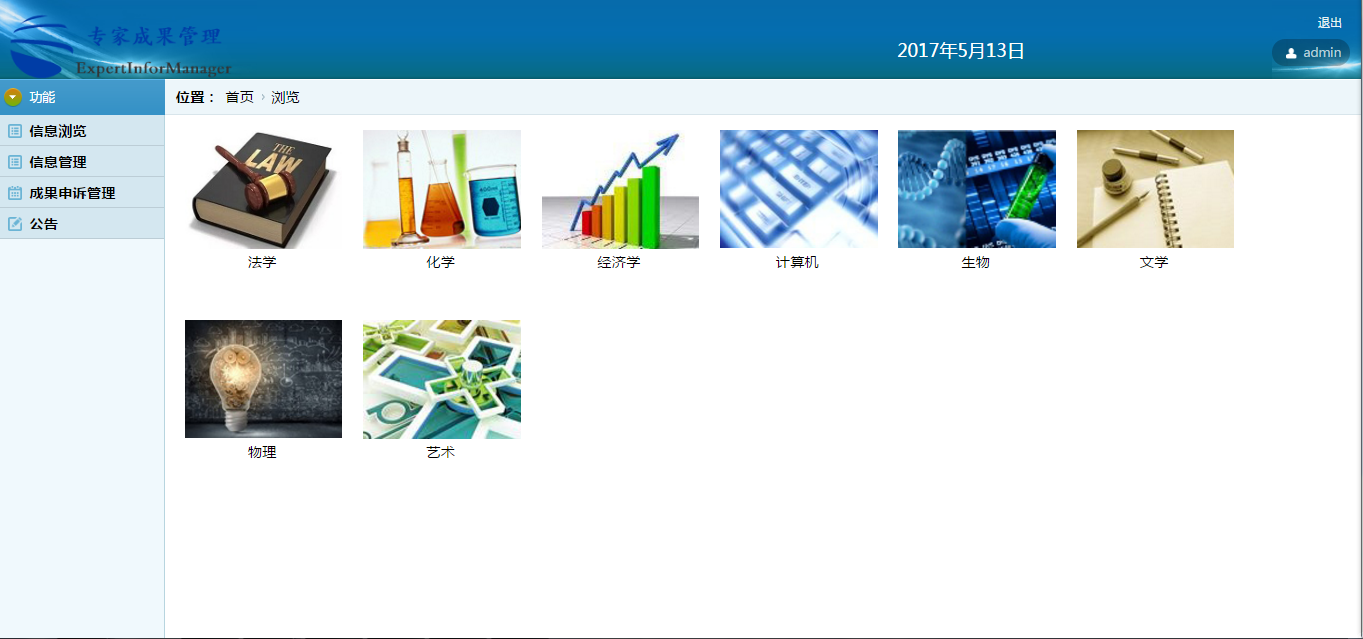 专家成果管理
ExpertInforManager
2017年5月13日
退出
admin
功能
信息浏览
信息管理
成果申诉管理
公告
位置： 首页 › 浏览
THE
LAW
400ml
法学
化学
经济学
计算机
生物
文学
物理
艺术